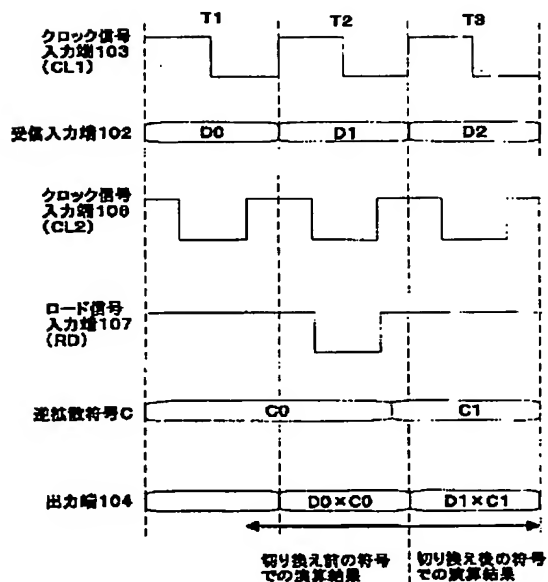 T1 T2 T3
クロック信号
入力端103
(CL1)
受信入力端102
D0 D1 D2
クロック信号
入力端106
(CL2)
ロード信号
入力端107
(RD)
逆拡散符号C
C0 C1
出力端104
D0×C0 D1×C1
切り換え前の符号
での演算結果
切り換え後の符号
での演算結果